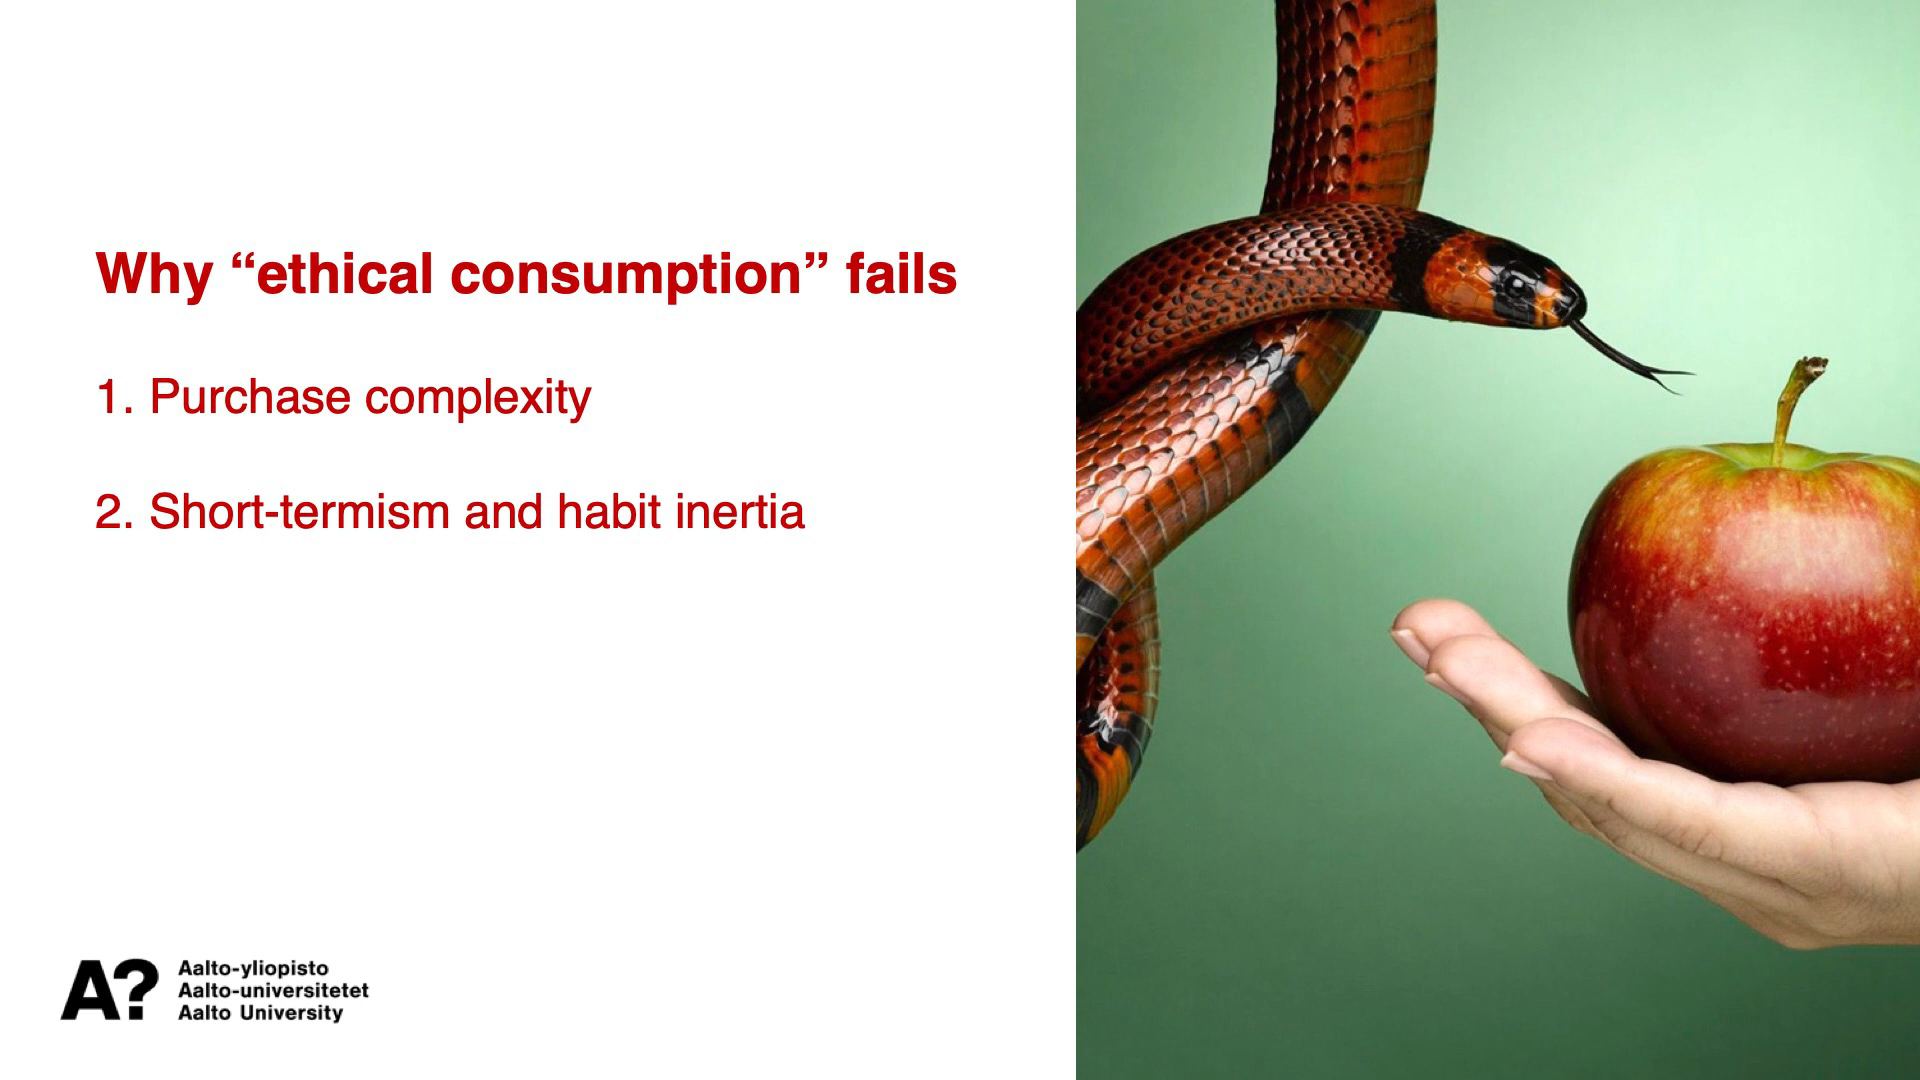 Why “ethical consumption” fails
1. Purchase complexity
2. Short-termism and habit inertia
A?
Aalto-yliopisto
Aalto-universitetet
Aalto University